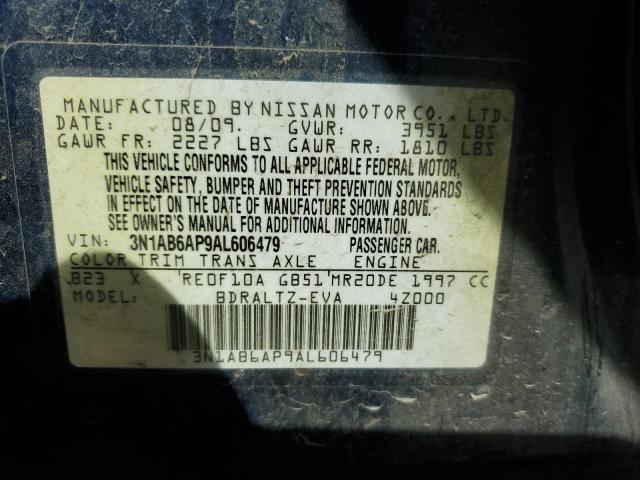 MANUFACTURED BY NISSAN MOTOR CO., LTD.
DATE: 08/09. GVWR: 3951 LBS
GAWR FR: 2227 LBS GAWR RR: 1810 LBS
THIS VEHICLE CONFORMS TO ALL APPLICABLE FEDERAL MOTOR,
VEHICLE SAFETY, BUMPER AND THEFT PREVENTION STANDARDS
IN EFFECT ON THE DATE OF MANUFACTURE SHOWN ABOVE.
SEE OWNER'S MANUAL FOR ADDITIONAL INFORMATION.
VIN: 3N1AB6AP9AL606479 PASSENGER CAR.
COLOR TRIM TRANS AXLE ENGINE
B23 X RE0F10A GB51 MR20DE 1997 CC
MODEL: BDRALTZ-EVA 4Z000
3N1AB6AP9AL606479